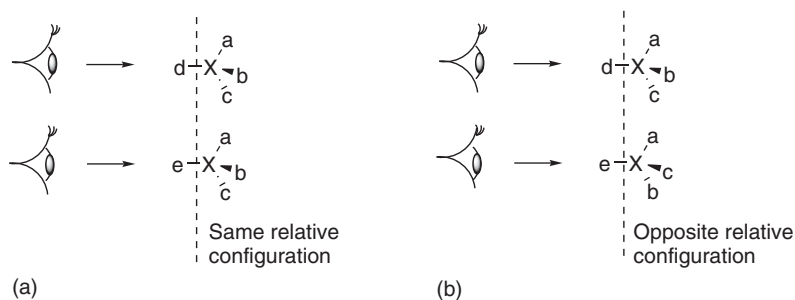 a
d X b
c
a
e X b
c
Same relative
configuration
(a)
a
d X b
c
a
e X c
b
Opposite relative
configuration
(b)